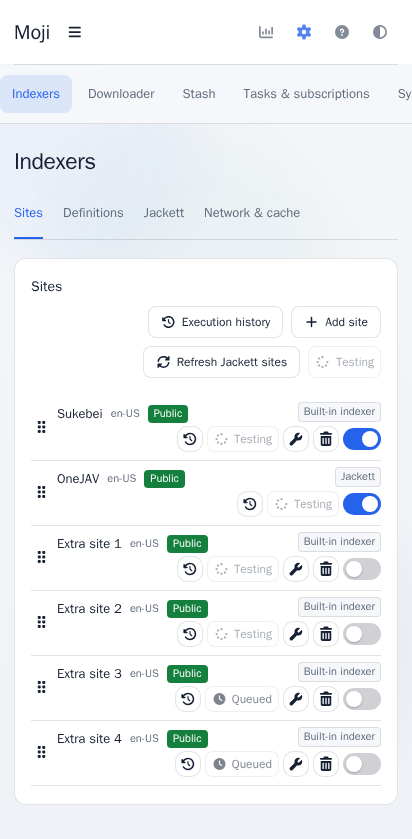 Moji
Indexers Downloader Stash Tasks & subscriptions Sy
Indexers
Sites Definitions Jackett Network & cache
Sites
Execution history Add site
Refresh Jackett sites Testing
Sukebei en-US Public Built-in indexer
Testing
OneJAV en-US Public Jackett
Testing
Extra site 1 en-US Public Built-in indexer
Testing
Extra site 2 en-US Public Built-in indexer
Testing
Extra site 3 en-US Public Built-in indexer
Queued
Extra site 4 en-US Public Built-in indexer
Queued